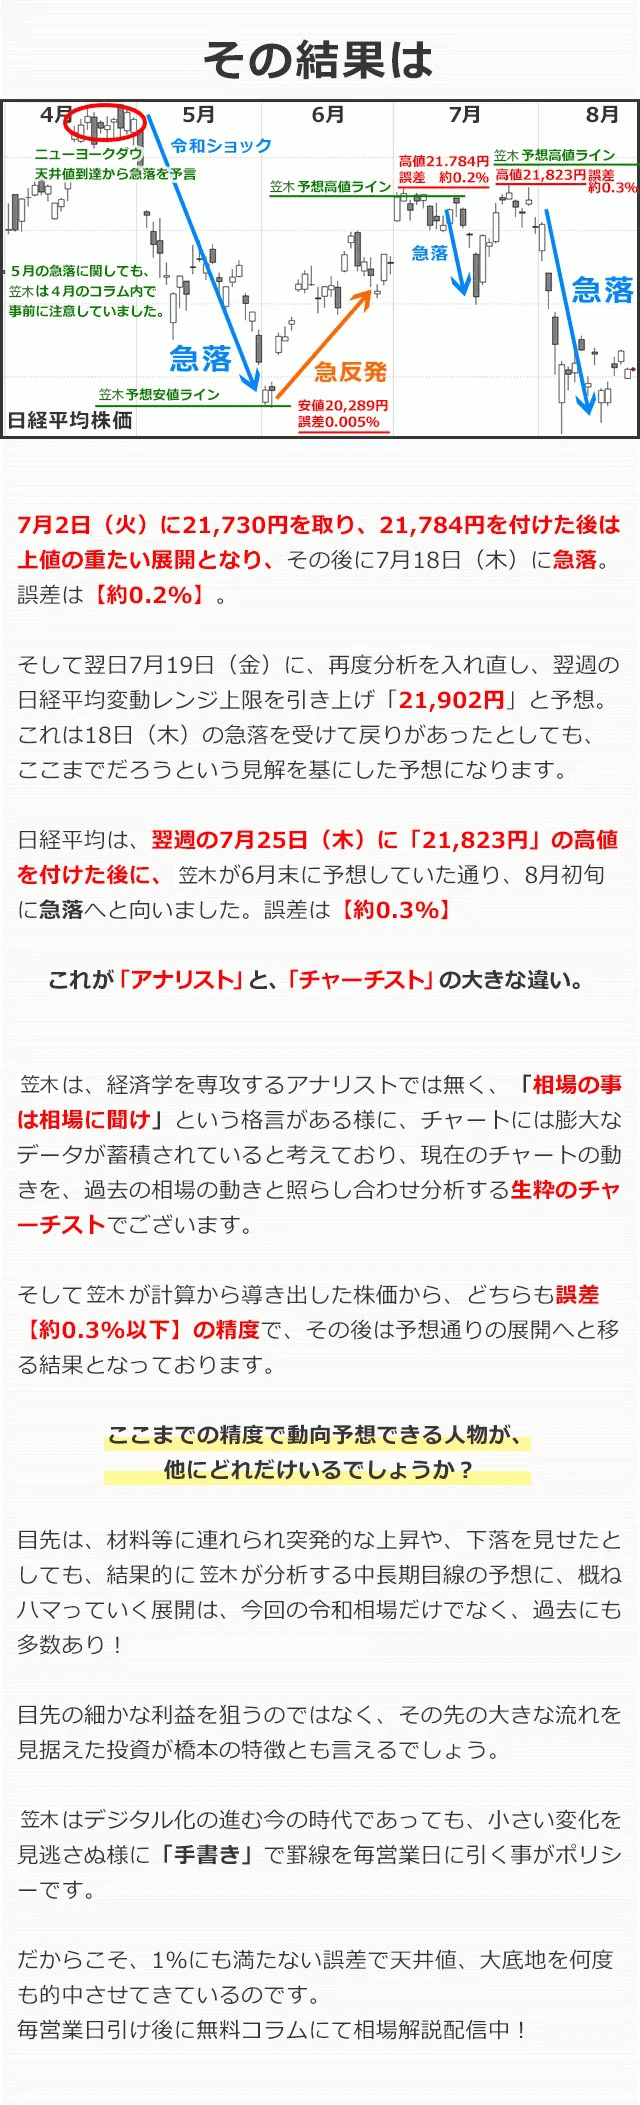 その結果は
4月
5月
6月
7月
8月
ニューヨークダウ
天井値到達から急落を予言
令和ショック
笠木 予想高値ライン
高値21.784円
誤差 約0.2%
笠木 予想高値ライン
高値21,823円 誤差
約0.3%
５月の急落に関しても、
笠木は４月のコラム内で
事前に注意していました。
急落
急落
急落
急反発
笠木 予想安値ライン
安値20,289円
誤差0.005%
日経平均株価
7月2日（火）に21,730円を取り、21,784円を付けた後は
上値の重たい展開となり、その後に7月18日（木）に急落。
誤差は【約0.2%】。
そして翌日7月19日（金）に、再度分析を入れ直し、翌週の
日経平均変動レンジ上限を引き上げ「21,902円」と予想。
これは18日（木）の急落を受けて戻りがあったとしても、
ここまでだろうという見解を基にした予想になります。
日経平均は、翌週の7月25日（木）に「21,823円」の高値
を付けた後に、笠木が6月末に予想していた通り、8月初旬
に急落へと向いました。誤差は【約0.3%】
これが「アナリスト」と、「チャーチスト」の大きな違い。
笠木は、経済学を専攻するアナリストでは無く、「相場の事
は相場に聞け」という格言がある様に、チャートには膨大な
データが蓄積されていると考えており、現在のチャートの動
きを、過去の相場の動きと照らし合わせ分析する生粋のチャ
ーチストでございます。
そして笠木が計算から導き出した株価から、どちらも誤差
【約0.3%以下】の精度で、その後は予想通りの展開へと移
る結果となっております。
ここまでの精度で動向予想できる人物が、
他にどれだけいるでしょうか？
目先は、材料等に連れられ突発的な上昇や、下落を見せたと
しても、結果的に笠木が分析する中長期目線の予想に、概ね
ハマっていく展開は、今回の令和相場だけでなく、過去にも
多数あり！
目先の細かな利益を狙うのではなく、その先の大きな流れを
見据えた投資が橋本の特徴とも言えるでしょう。
笠木はデジタル化の進む今の時代であっても、小さい変化を
見逃さぬ様に「手書き」で罫線を毎営業日に引く事がポリシ
ーです。
だからこそ、1%にも満たない誤差で天井値、大底地を何度
も的中させてきているのです。
毎営業日引け後に無料コラムにて相場解説配信中！